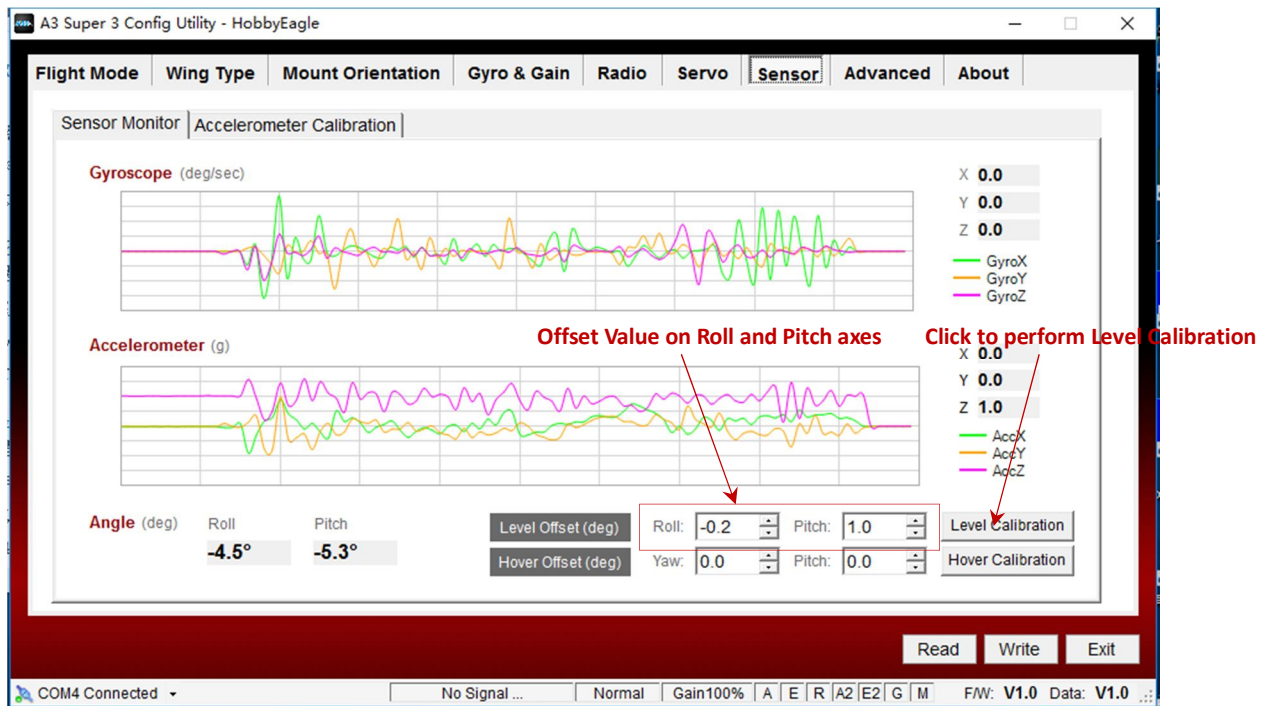 A3 Super 3 Config Utility - HobbyEagle
Flight Mode Wing Type Mount Orientation Gyro & Gain Radio Servo Sensor Advanced About
Sensor Monitor Accelerometer Calibration
Gyroscope (deg/sec)
X 0.0
Y 0.0
Z 0.0
GyroX
GyroY
GyroZ
Offset Value on Roll and Pitch axes Click to perform Level Calibration
Accelerometer (g)
X 0.0
Y 0.0
Z 1.0
AccX
AccY
AccZ
Angle (deg) Roll Pitch Level Offset (deg) Roll: -0.2 Pitch: 1.0 Level Calibration
-4.5° -5.3° Hover Offset (deg) Yaw: 0.0 Pitch: 0.0 Hover Calibration
Read Write Exit
COM4 Connected No Signal ... Normal Gain100% A E R A2 E2 G M F/W: V1.0 Data: V1.0